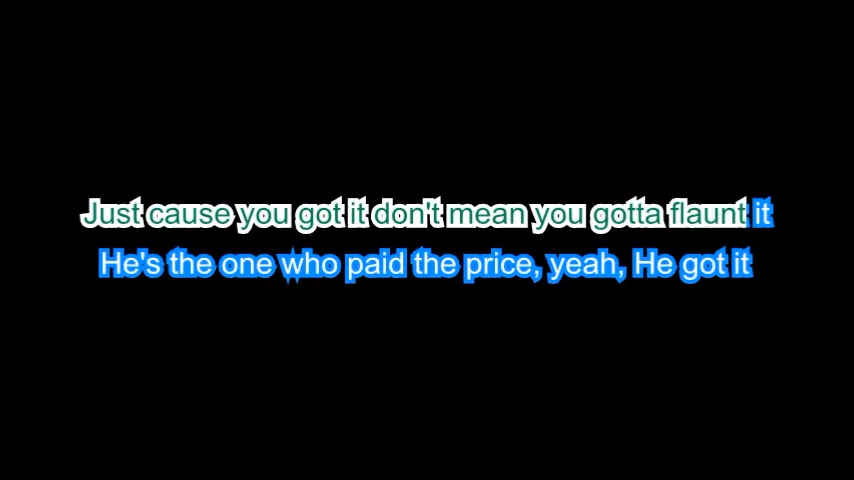 Just cause you got it don't mean you gotta flaunt it
He's the one who paid the price, yeah, He got it